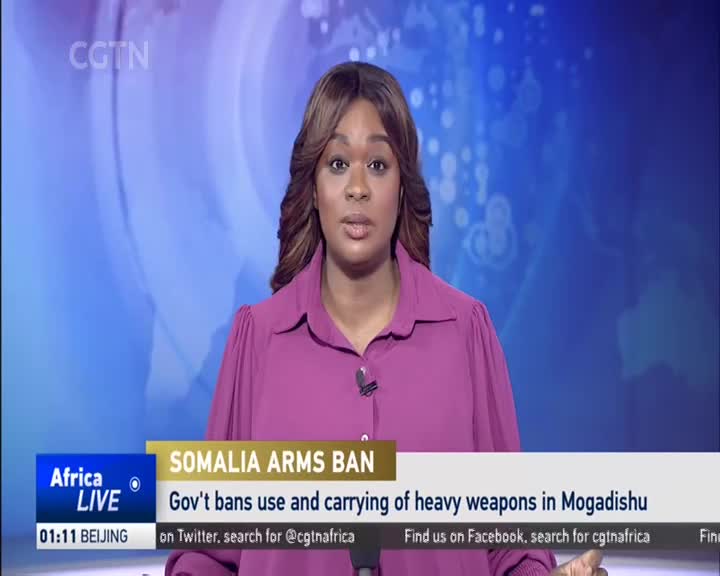 CGTN
SOMALIA ARMS BAN
Africa
LIVE
Gov't bans use and carrying of heavy weapons in Mogadishu
01:11 BEIJING
on Twitter, search for @cgtnafrica Find us on Facebook, search for cgtnafrica Fin